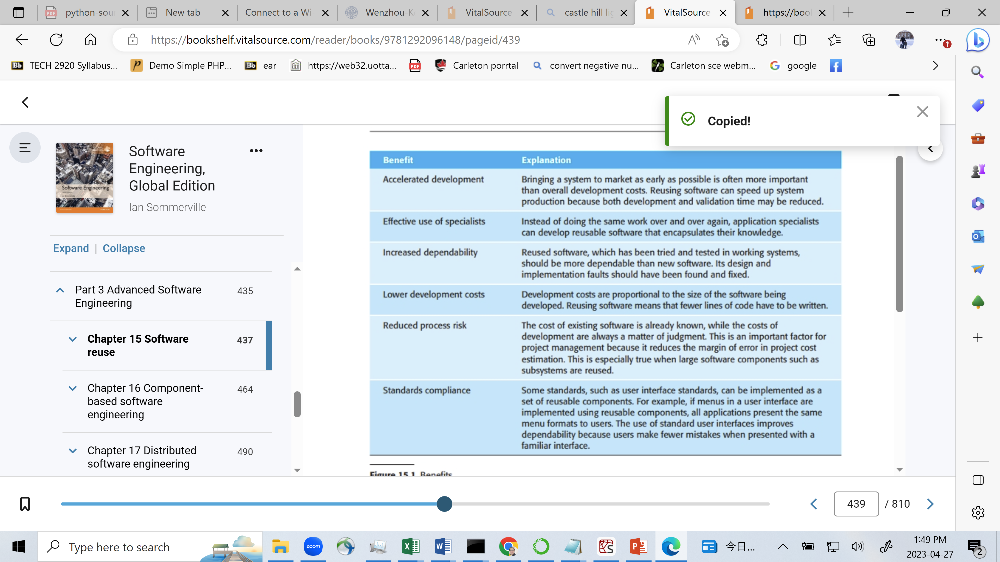 python-sou
New tab
Connect to a Wi-
Wenzhou-K
VitalSource
castle hill lig
VitalSource
https://bool
https://bookshelf.vitalsource.com/reader/books/9781292096148/pageid/439
TECH 2920 Syllabus...
Demo Simple PHP...
ear
https://web32.uotta...
Carleton porrtal
convert negative nu...
Carleton sce webm...
google
Copied!
Software
Engineering,
Global Edition
Ian Sommerville
Software Engineering
Expand | Collapse
Part 3 Advanced Software
Engineering
435
Chapter 15 Software
reuse
437
Chapter 16 Component-
based software
engineering
464
Chapter 17 Distributed
software engineering
490
Benefit Explanation
Accelerated development Bringing a system to market as early as possible is often more important
than overall development costs. Reusing software can speed up system
production because both development and validation time may be reduced.
Effective use of specialists Instead of doing the same work over and over again, application specialists
can develop reusable software that encapsulates their knowledge.
Increased dependability Reused software, which has been tried and tested in working systems,
should be more dependable than new software. Its design and
implementation faults should have been found and fixed.
Lower development costs Development costs are proportional to the size of the software being
developed. Reusing software means that fewer lines of code have to be written.
Reduced process risk The cost of existing software is already known, while the costs of
development are always a matter of judgment. This is an important factor for
project management because it reduces the margin of error in project cost
estimation. This is especially true when large software components such as
subsystems are reused.
Standards compliance Some standards, such as user interface standards, can be implemented as a
set of reusable components. For example, if menus in a user interface are
implemented using reusable components, all applications present the same
menu formats to users. The use of standard user interfaces improves
dependability because users make fewer mistakes when presented with a
familiar interface.
Figure 15.1 Benefits
439 / 810
Type here to search
zoom
今日...
1:49 PM
2023-04-27
2